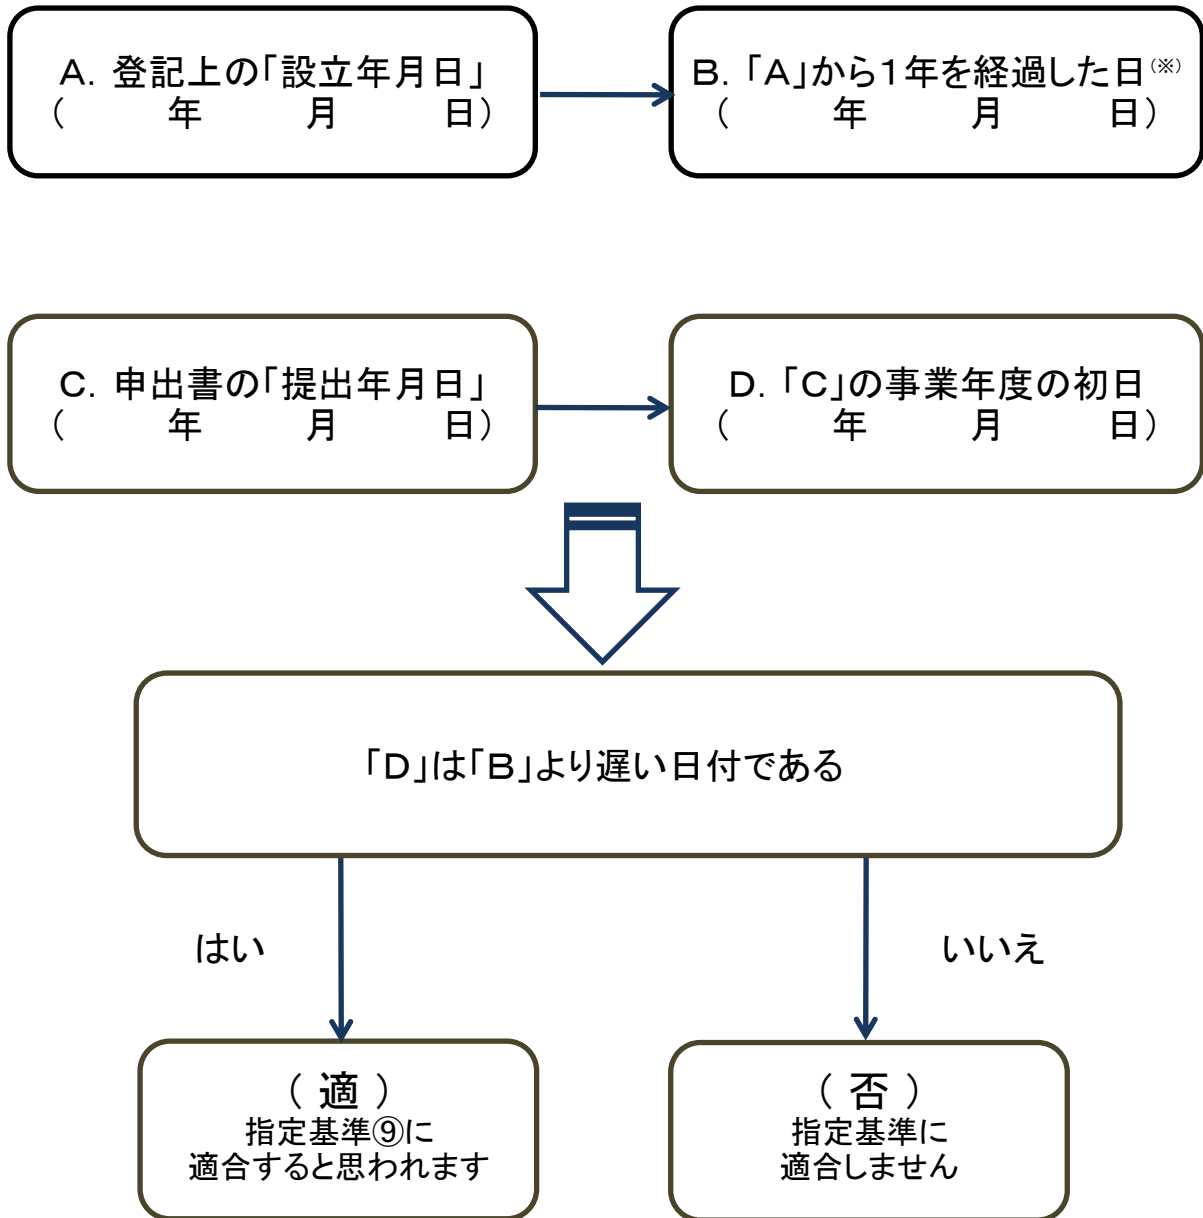 A. 登記上の「設立年月日」
(　　　年　　　月　　　日)
B. 「A」から1年を経過した日(※)
(　　　年　　　月　　　日)
C. 申出書の「提出年月日」
(　　　年　　　月　　　日)
D. 「C」の事業年度の初日
(　　　年　　　月　　　日)
「D」は「B」より遅い日付である
はい
いいえ
( 適 )
指定基準⑨に
適合すると思われます
( 否 )
指定基準に
適合しません